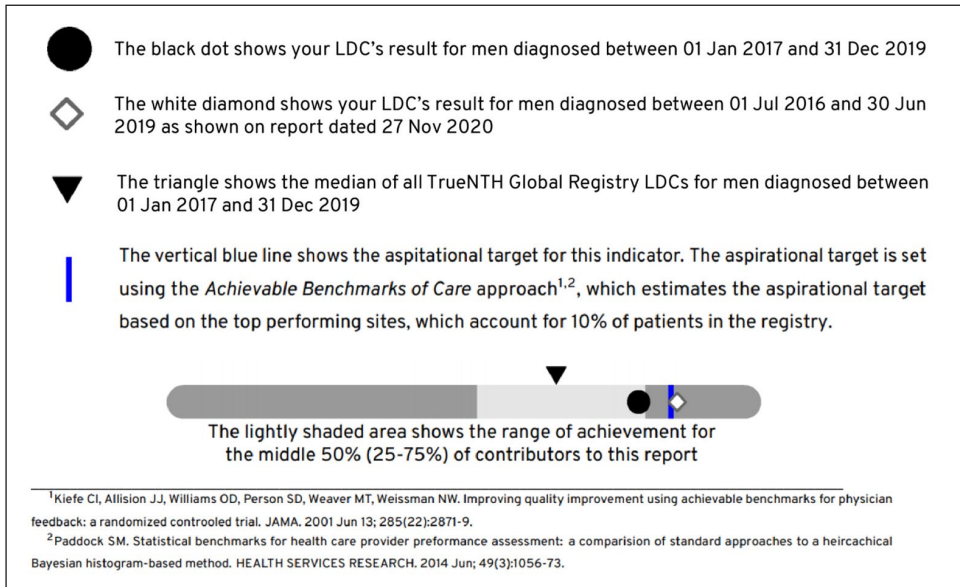 The black dot shows your LDC's result for men diagnosed between 01 Jan 2017 and 31 Dec 2019
The white diamond shows your LDC's result for men diagnosed between 01 Jul 2016 and 30 Jun
2019 as shown on report dated 27 Nov 2020
The triangle shows the median of all TrueNTH Global Registry LDCs for men diagnosed between
01 Jan 2017 and 31 Dec 2019
The vertical blue line shows the aspitational target for this indicator. The aspirational target is set
using the Achievable Benchmarks of Care approach1,2, which estimates the aspirational target
based on the top performing sites, which account for 10% of patients in the registry.
The lightly shaded area shows the range of achievement for
the middle 50% (25-75%) of contributors to this report
1Kiefe CI, Allision JJ, Williams OD, Person SD, Weaver MT, Weissman NW. Improving quality improvement using achievable benchmarks for physician
feedback: a randomized controoled trial. JAMA. 2001 Jun 13; 285(22):2871-9.
2Paddock SM. Statistical benchmarks for health care provider preformance assessment: a comparision of standard approaches to a heircachical
Bayesian histogram-based method. HEALTH SERVICES RESEARCH. 2014 Jun; 49(3):1056-73.